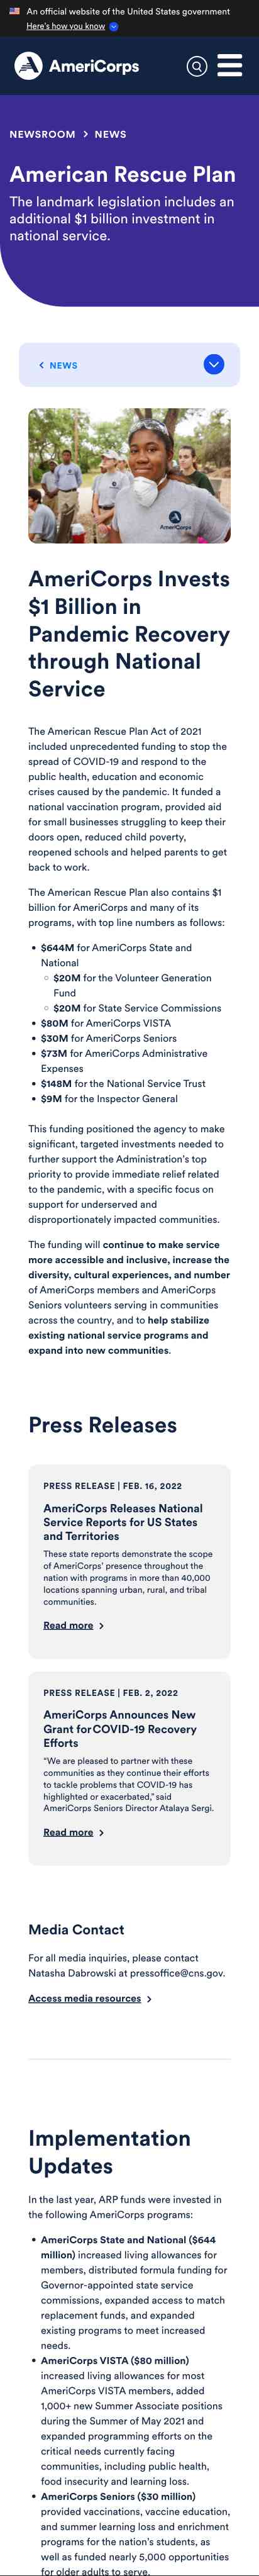 An official website of the United States government
Here's how you know
AmeriCorps
NEWSROOM > NEWS
American Rescue Plan
The landmark legislation includes an
additional $1 billion investment in
national service.
NEWS
AmeriCorps
AmeriCorps Invests
$1 Billion in
Pandemic Recovery
through National
Service
The American Rescue Plan Act of 2021
included unprecedented funding to stop the
spread of COVID-19 and respond to the
public health, education and economic
crises caused by the pandemic. It funded a
national vaccination program, provided aid
for small businesses struggling to keep their
doors open, reduced child poverty,
reopened schools and helped parents to get
back to work.
The American Rescue Plan also contains $1
billion for AmeriCorps and many of its
programs, with top line numbers as follows:
• $644M for AmeriCorps State and
National
◦ $20M for the Volunteer Generation
Fund
◦ $20M for State Service Commissions
• $80M for AmeriCorps VISTA
• $30M for AmeriCorps Seniors
• $73M for AmeriCorps Administrative
Expenses
• $148M for the National Service Trust
• $9M for the Inspector General
This funding positioned the agency to make
significant, targeted investments needed to
further support the Administration's top
priority to provide immediate relief related
to the pandemic, with a specific focus on
support for underserved and
disproportionately impacted communities.
The funding will continue to make service
more accessible and inclusive, increase the
diversity, cultural experiences, and number
of AmeriCorps members and AmeriCorps
Seniors volunteers serving in communities
across the country, and to help stabilize
existing national service programs and
expand into new communities.
Press Releases
PRESS RELEASE | FEB. 16, 2022
AmeriCorps Releases National
Service Reports for US States
and Territories
These state reports demonstrate the scope
of AmeriCorps' presence throughout the
nation with programs in more than 40,000
locations spanning urban, rural, and tribal
communities.
Read more >
PRESS RELEASE | FEB. 2, 2022
AmeriCorps Announces New
Grant for COVID-19 Recovery
Efforts
“We are pleased to partner with these
communities as they continue their efforts
to tackle problems that COVID-19 has
highlighted or exacerbated,” said
AmeriCorps Seniors Director Atalaya Sergi.
Read more >
Media Contact
For all media inquiries, please contact
Natasha Dabrowski at pressoffice@cns.gov.
Access media resources >
Implementation
Updates
In the last year, ARP funds were invested in
the following AmeriCorps programs:
• AmeriCorps State and National ($644
million) increased living allowances for
members, distributed formula funding for
Governor-appointed state service
commissions, expanded access to match
replacement funds, and expanded
existing programs to meet increased
needs.
• AmeriCorps VISTA ($80 million)
increased living allowances for most
AmeriCorps VISTA members, added
1,000+ new Summer Associate positions
during the Summer of May 2021 and
expanded programming efforts on the
critical needs currently facing
communities, including public health,
food insecurity and learning loss.
• AmeriCorps Seniors ($30 million)
provided vaccinations, vaccine education,
and summer learning loss and enrichment
programs for the nation's students, as
well as funded nearly 5,000 opportunities
for older adults to serve.